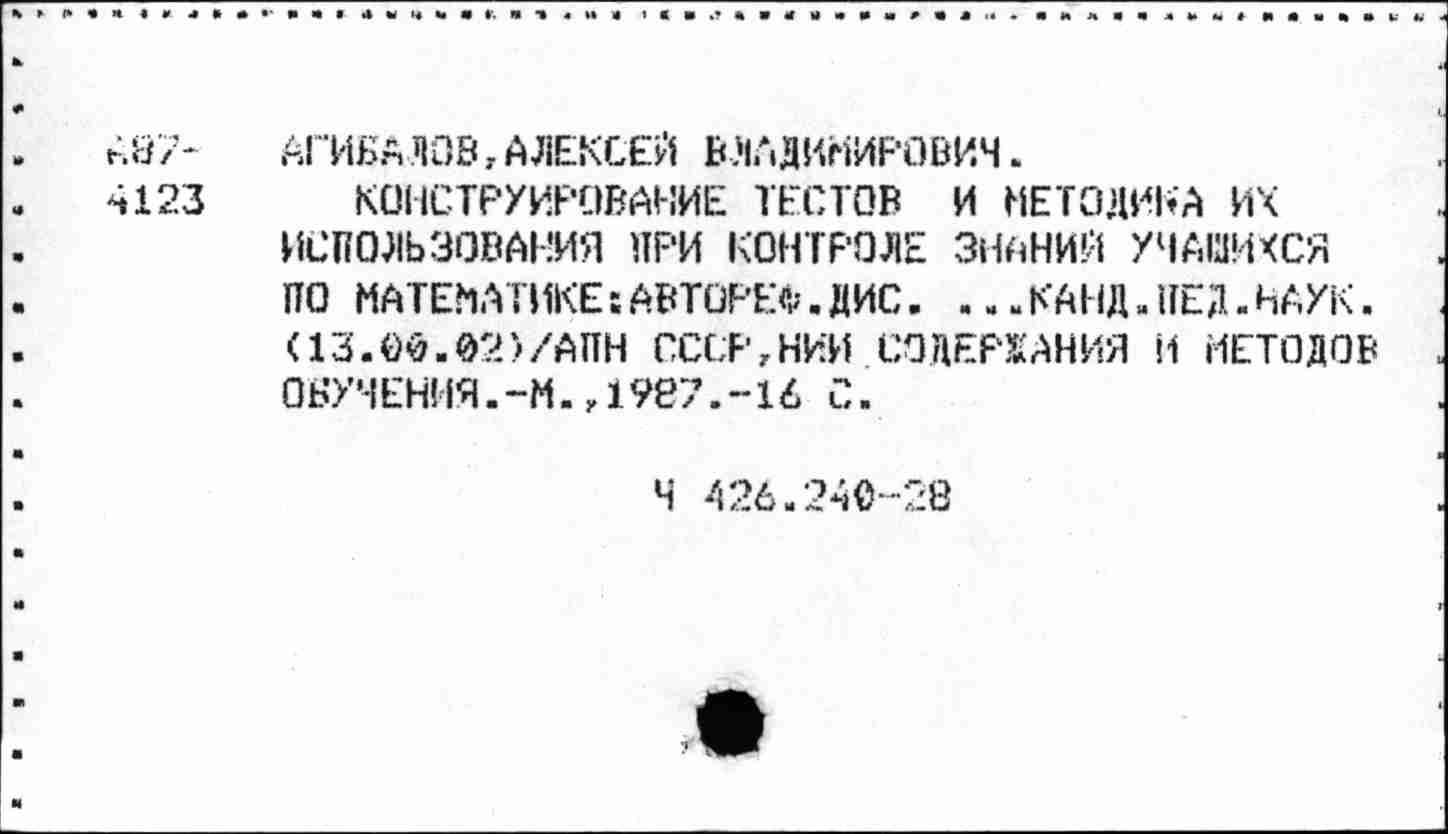 А87- АГИБАЛОВ,АЛЕКСЕЙ ВЛАДИМИРОВИЧ.
4123 КОНСТРУИРОВАНИЕ ТЕСТОВ И МЕТОДИКА ИХ
ИСПОЛЬЗОВАНИЯ ПРИ КОНТРОЛЕ ЗНАНИЙ УЧАШИХСЯ
ПО МАТЕМАТИКЕ:АВТОРЕФ.ДИС. ...КАНД.ПЕД.НАУК.
(13.00.02)/АПН СССР,НИИ СОДЕРЖАНИЯ И МЕТОДОВ
ОБУЧЕНИЯ.-М.,1987.-16 С.
Ч 426.240-28